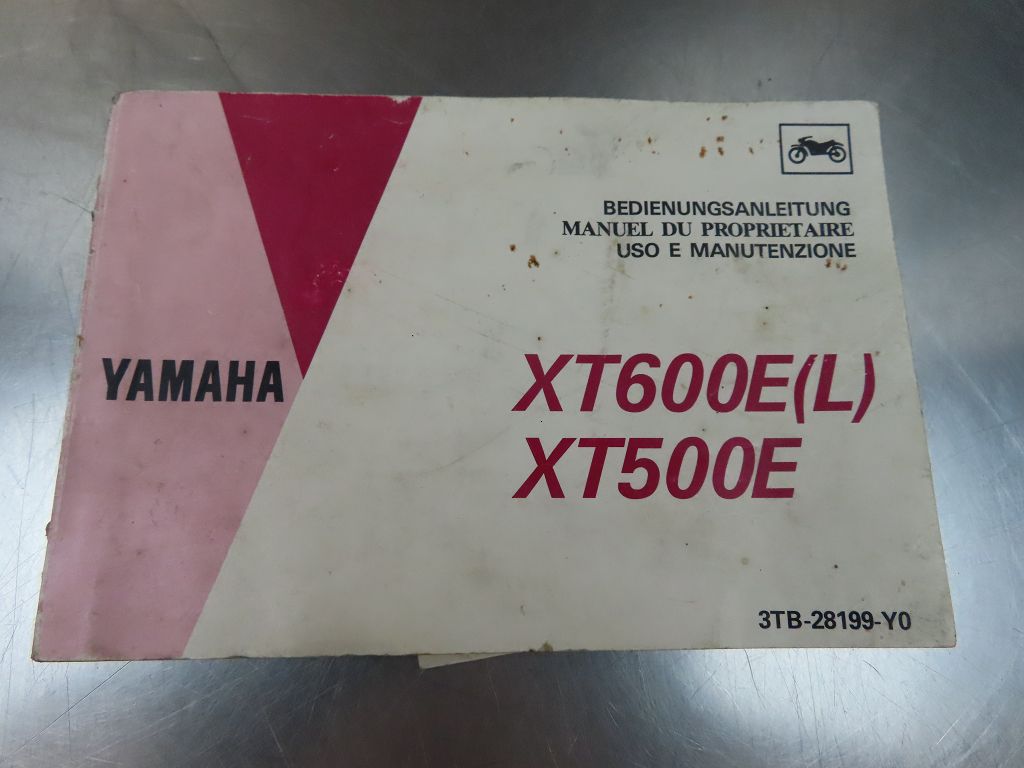 BEDIENUNGSANLEITUNG
MANUEL DU PROPRIETAIRE
USO E MANUTENZIONE
YAMAHA
XT600E(L)
XT500E
3TB-28199-Y0